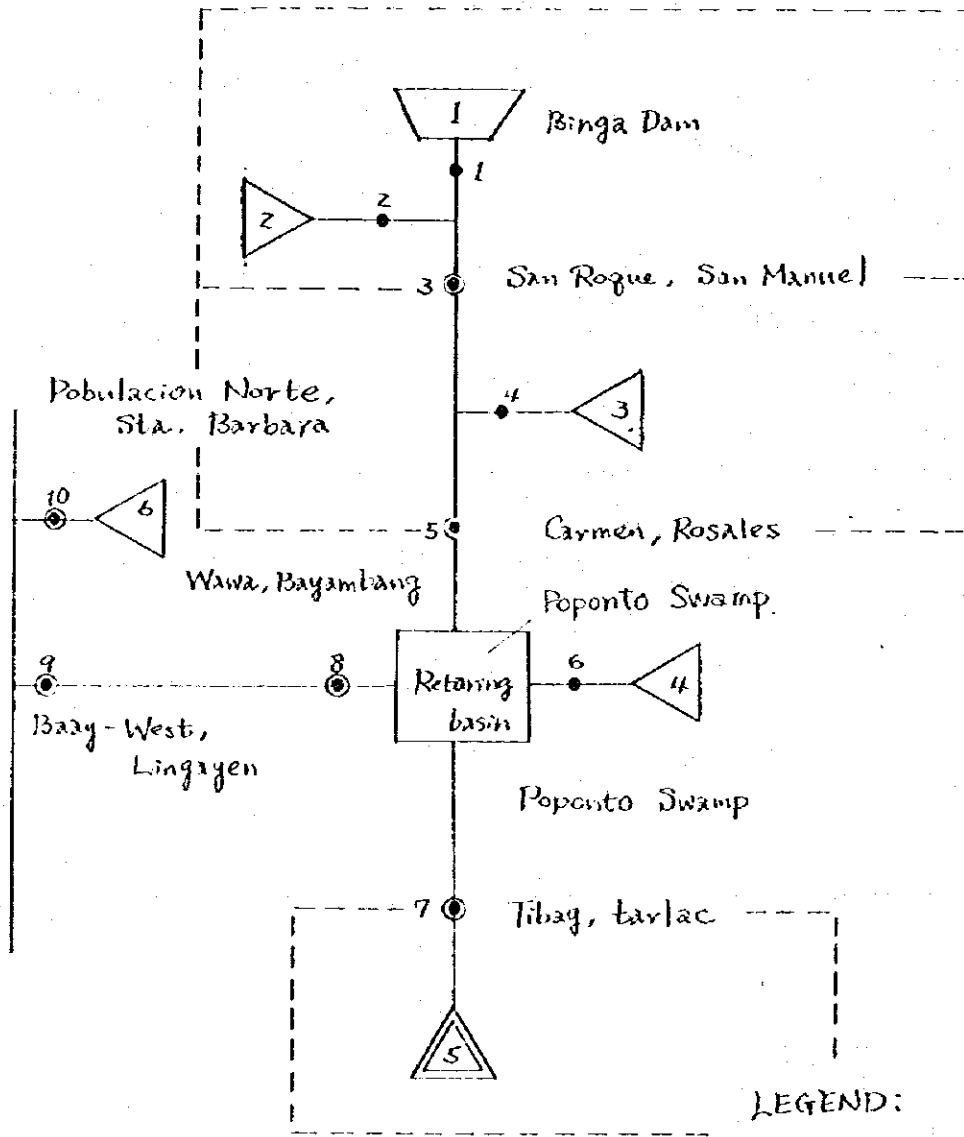 1
Binga Dam
1
2
2
3
San Roque, San Manuel
Pobulacion Norte,
Sta. Barbara
4
3
10
6
5
Carmen, Rosales
Wawa, Bayambang
Poponto Swamp
9
8
Retaring
basin
6
4
Baay-West,
Lingayen
Poponto Swamp
7
Tibag, tarlac
5
LEGEND: